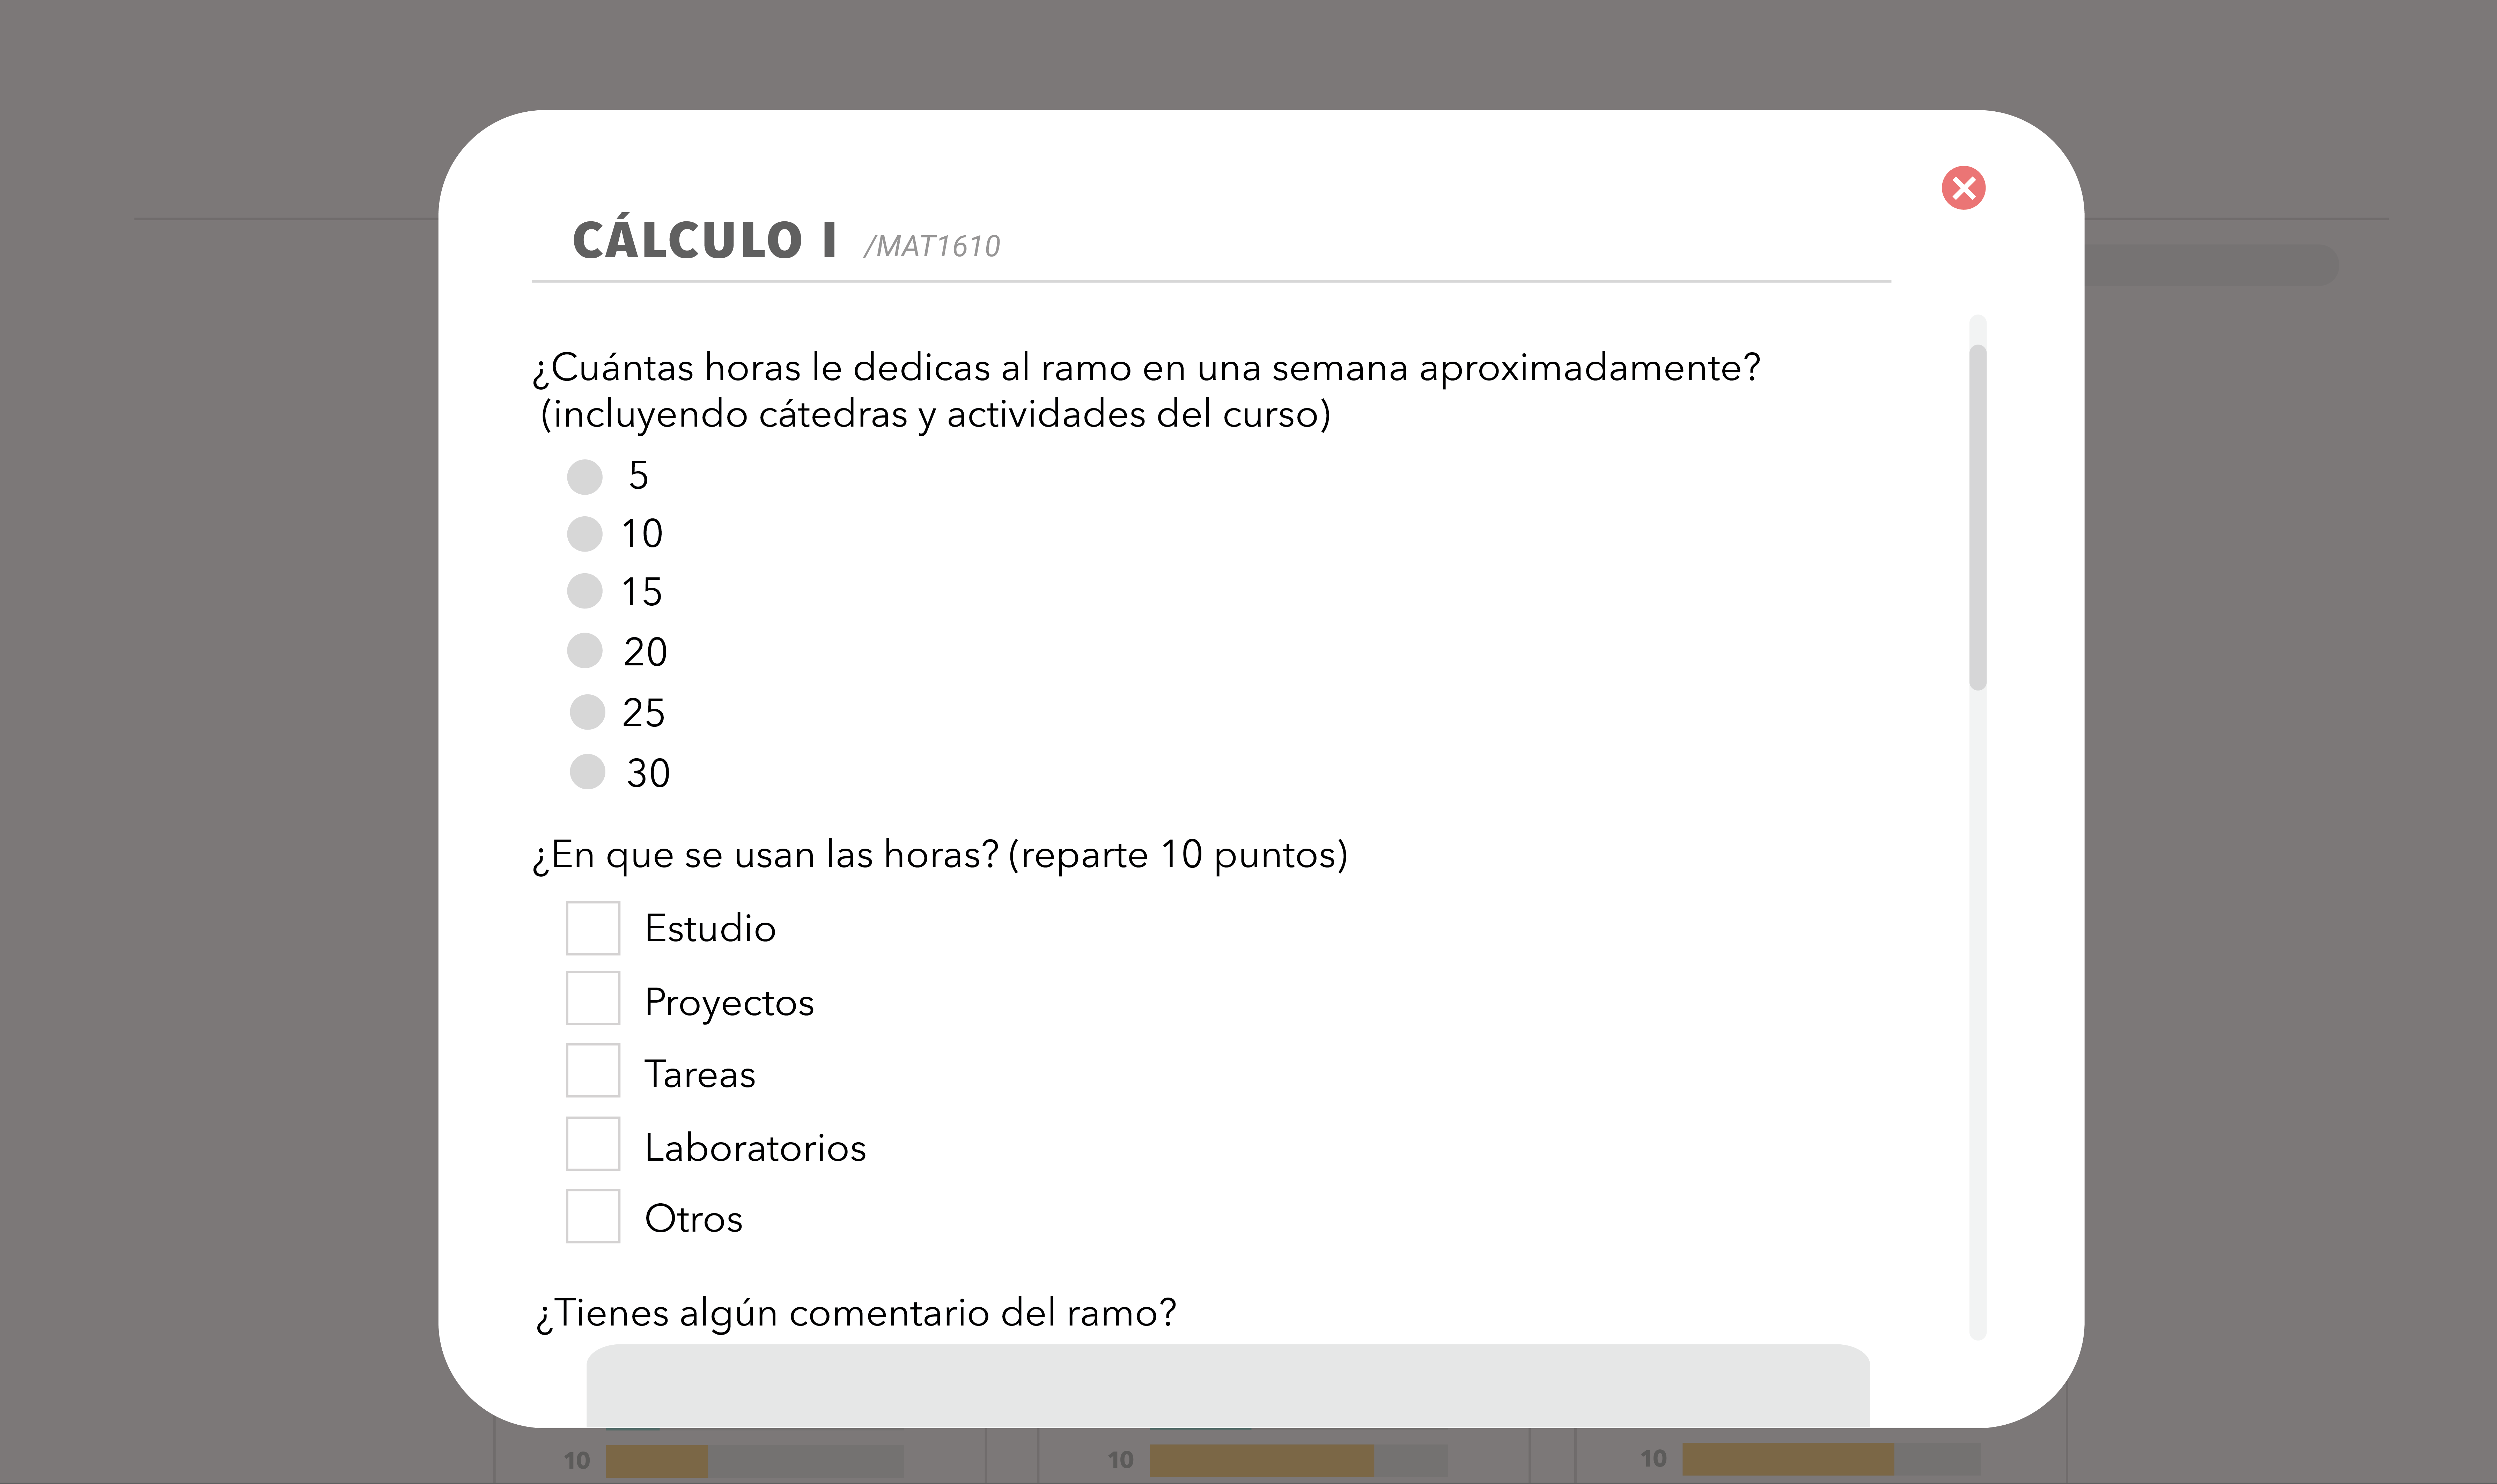 CÁLCULO I /MAT1610
¿Cuántas horas le dedicas al ramo en una semana aproximadamente?
(incluyendo cátedras y actividades del curso)
5
10
15
20
25
30
¿En que se usan las horas? (reparte 10 puntos)
Estudio
Proyectos
Tareas
Laboratorios
Otros
¿Tienes algún comentario del ramo?
10 10 10